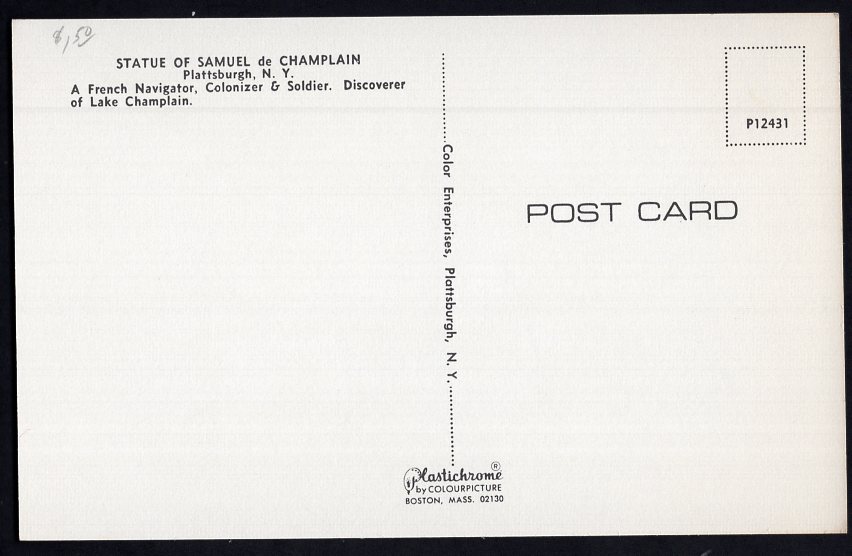 $1.50
STATUE OF SAMUEL de CHAMPLAIN
Plattsburgh, N. Y.
A French Navigator, Colonizer & Soldier. Discoverer
of Lake Champlain.
Color Enterprises, Plattsburgh, N. Y.
P12431
POST CARD
Plastichrome ®
by COLOURPICTURE
BOSTON, MASS. 02130